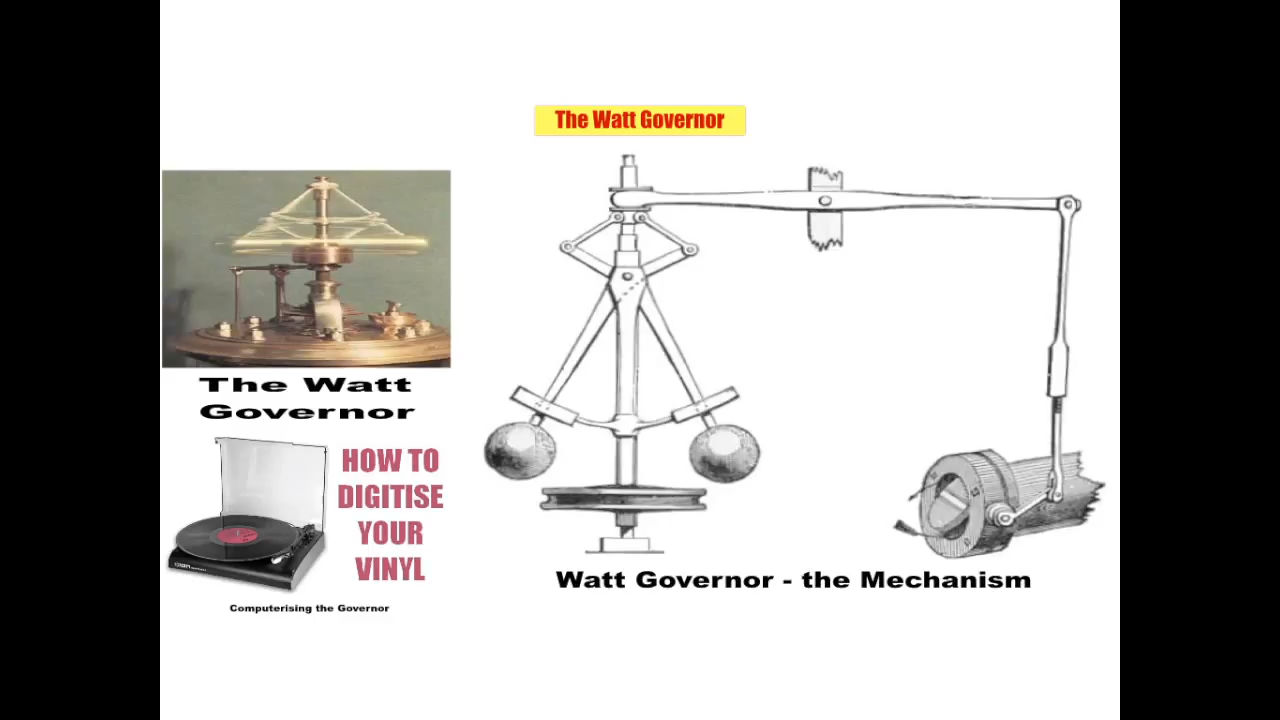 The Watt Governor
The Watt
Governor
HOW TO
DIGITISE
YOUR
VINYL
Computerising the Governor
Watt Governor - the Mechanism